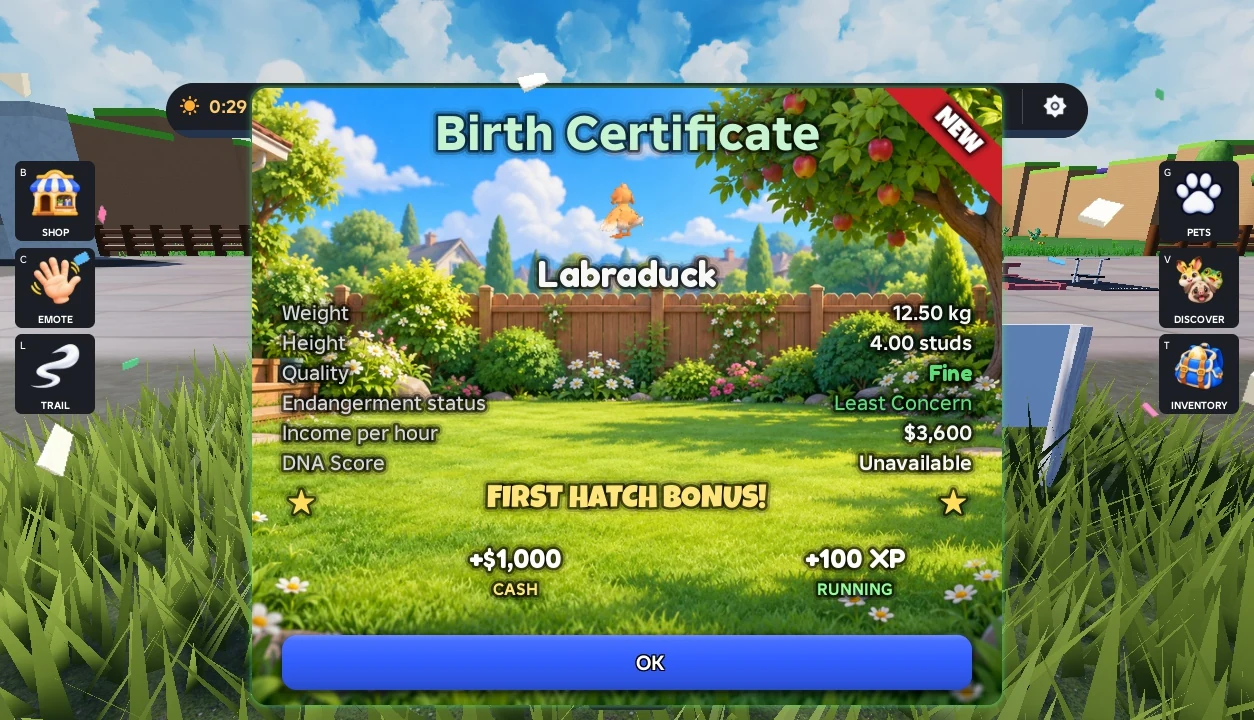 0:29
Birth Certificate
NEW
B
SHOP
C
EMOTE
L
TRAIL
G
PETS
V
DISCOVER
T
INVENTORY
Labraduck
Weight 12.50 kg
Height 4.00 studs
Quality Fine
Endangerment status Least Concern
Income per hour $3,600
DNA Score Unavailable
FIRST HATCH BONUS!
+$1,000 +100 XP
CASH RUNNING
OK